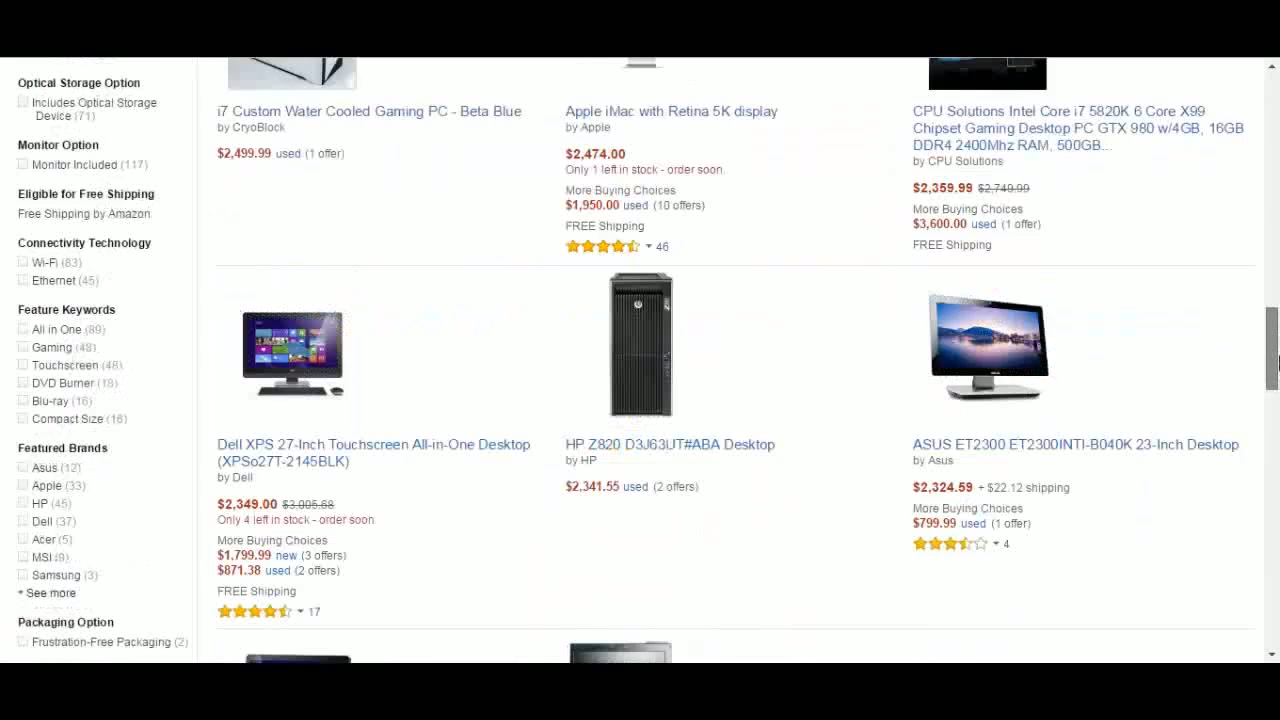 Optical Storage Option
Includes Optical Storage
Device (71)
Monitor Option
Monitor Included (117)
Eligible for Free Shipping
Free Shipping by Amazon
Connectivity Technology
Wi-Fi (83)
Ethernet (45)
Feature Keywords
All in One (89)
Gaming (48)
Touchscreen (48)
DVD Burner (18)
Blu-ray (16)
Compact Size (16)
Featured Brands
Asus (12)
Apple (33)
HP (45)
Dell (37)
Acer (5)
MSI (9)
Samsung (3)
+ See more
Packaging Option
Frustration-Free Packaging (2)
i7 Custom Water Cooled Gaming PC - Beta Blue
by CryoBlock
$2,499.99 used (1 offer)
Apple iMac with Retina 5K display
by Apple
$2,474.00
Only 1 left in stock - order soon.
More Buying Choices
$1,950.00 used (10 offers)
FREE Shipping
46
CPU Solutions Intel Core i7 5820K 6 Core X99
Chipset Gaming Desktop PC GTX 980 w/4GB, 16GB
DDR4 2400Mhz RAM, 500GB...
by CPU Solutions
$2,359.99 $2,749.99
More Buying Choices
$3,600.00 used (1 offer)
FREE Shipping
Dell XPS 27-Inch Touchscreen All-in-One Desktop
(XPSo27T-2145BLK)
by Dell
$2,349.00 $3,005.68
Only 4 left in stock - order soon.
More Buying Choices
$1,799.99 new (3 offers)
$871.38 used (2 offers)
FREE Shipping
17
HP Z820 D3J63UT#ABA Desktop
by HP
$2,341.55 used (2 offers)
ASUS ET2300 ET2300INTI-B040K 23-Inch Desktop
by Asus
$2,324.59 + $22.12 shipping
More Buying Choices
$799.99 used (1 offer)
4